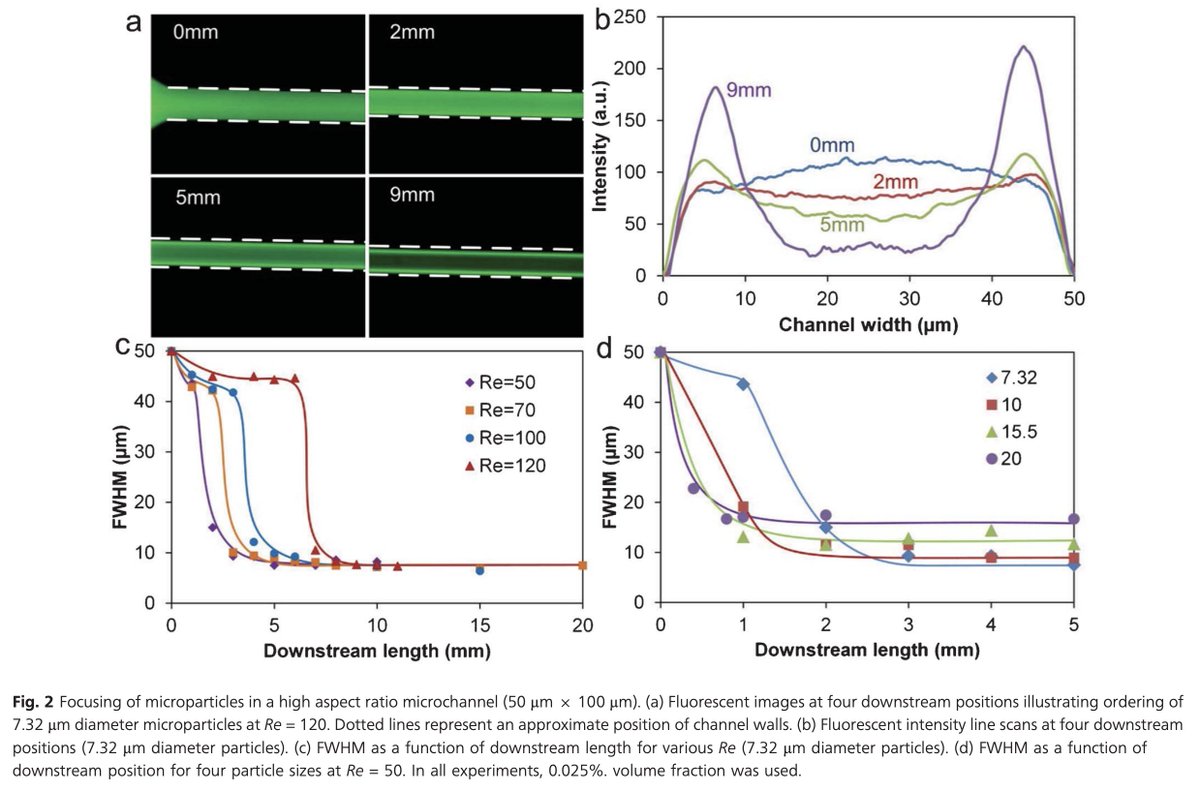 a
0mm
2mm
5mm
9mm
b
250
200
150
100
50
0
Intensity (a.u.)
9mm
0mm
2mm
5mm
0 10 20 30 40 50
Channel width (µm)
c
50
40
30
20
10
0
FWHM (µm)
Re=50
Re=70
Re=100
Re=120
0 5 10 15 20
Downstream length (mm)
d
50
40
30
20
10
0
FWHM (µm)
7.32
10
15.5
20
0 1 2 3 4 5
Downstream length (mm)
Fig. 2 Focusing of microparticles in a high aspect ratio microchannel (50 µm × 100 µm). (a) Fluorescent images at four downstream positions illustrating ordering of
7.32 µm diameter microparticles at Re = 120. Dotted lines represent an approximate position of channel walls. (b) Fluorescent intensity line scans at four downstream
positions (7.32 µm diameter particles). (c) FWHM as a function of downstream length for various Re (7.32 µm diameter particles). (d) FWHM as a function of
downstream position for four particle sizes at Re = 50. In all experiments, 0.025%. volume fraction was used.